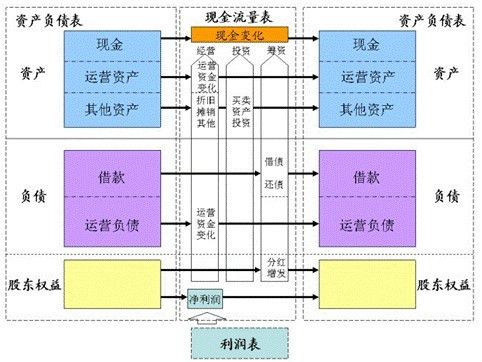 资产负债表
现金流量表
资产负债表
现金
现金变化
现金
经营
投资
筹资
资产
运营资产
运营
资金
变化
运营资产
资产
其他资产
折旧
摊销
其他
买卖
资产
投资
其他资产
借款
借债
借款
负债
还债
负债
运营负债
运营
资金
变化
运营负债
股东权益
分红
增发
股东权益
净利润
利润表